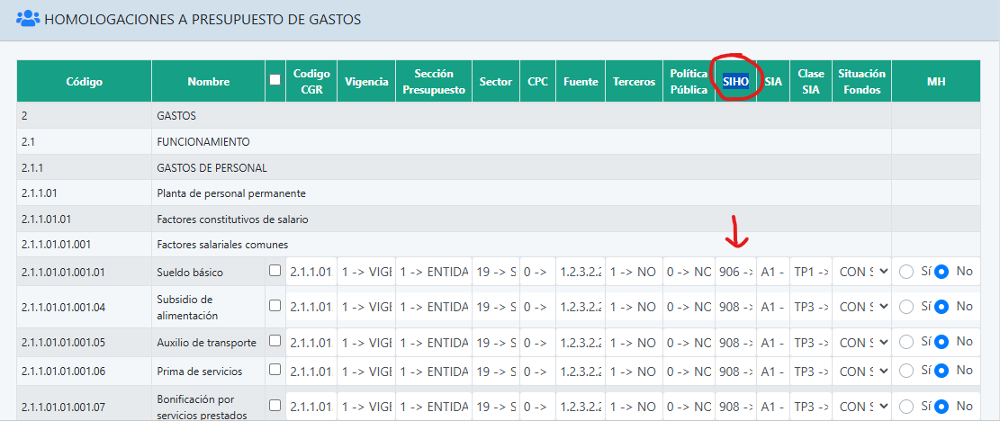 HOMOLOGACIONES A PRESUPUESTO DE GASTOS
Código Nombre Codigo CGR Vigencia Sección Presupuesto Sector CPC Fuente Terceros Política Pública SIHO SIA Clase SIA Situación Fondos MH
2 GASTOS
2.1 FUNCIONAMIENTO
2.1.1 GASTOS DE PERSONAL
2.1.1.01 Planta de personal permanente
2.1.1.01.01 Factores constitutivos de salario
2.1.1.01.01.001 Factores salariales comunes
2.1.1.01.01.001.01 Sueldo básico 2.1.1.01 1 -> VIGE 1 -> ENTIDA 19 -> S 0 -> 1.2.3.2.2 1 -> NO 0 -> NO 906 -> A1 - TP1 -> CON S Sí No
2.1.1.01.01.001.04 Subsidio de alimentación 2.1.1.01 1 -> VIGE 1 -> ENTIDA 19 -> S 0 -> 1.2.3.2.2 1 -> NO 0 -> NO 908 -> A1 - TP3 -> CON S Sí No
2.1.1.01.01.001.05 Auxilio de transporte 2.1.1.01 1 -> VIGE 1 -> ENTIDA 19 -> S 0 -> 1.2.3.2.2 1 -> NO 0 -> NO 908 -> A1 - TP3 -> CON S Sí No
2.1.1.01.01.001.06 Prima de servicios 2.1.1.01 1 -> VIGE 1 -> ENTIDA 19 -> S 0 -> 1.2.3.2.2 1 -> NO 0 -> NO 908 -> A1 - TP3 -> CON S Sí No
2.1.1.01.01.001.07 Bonificación por servicios prestados 2.1.1.01 1 -> VIGE 1 -> ENTIDA 19 -> S 0 -> 1.2.3.2.2 1 -> NO 0 -> NO 908 -> A1 - TP3 -> CON S Sí No